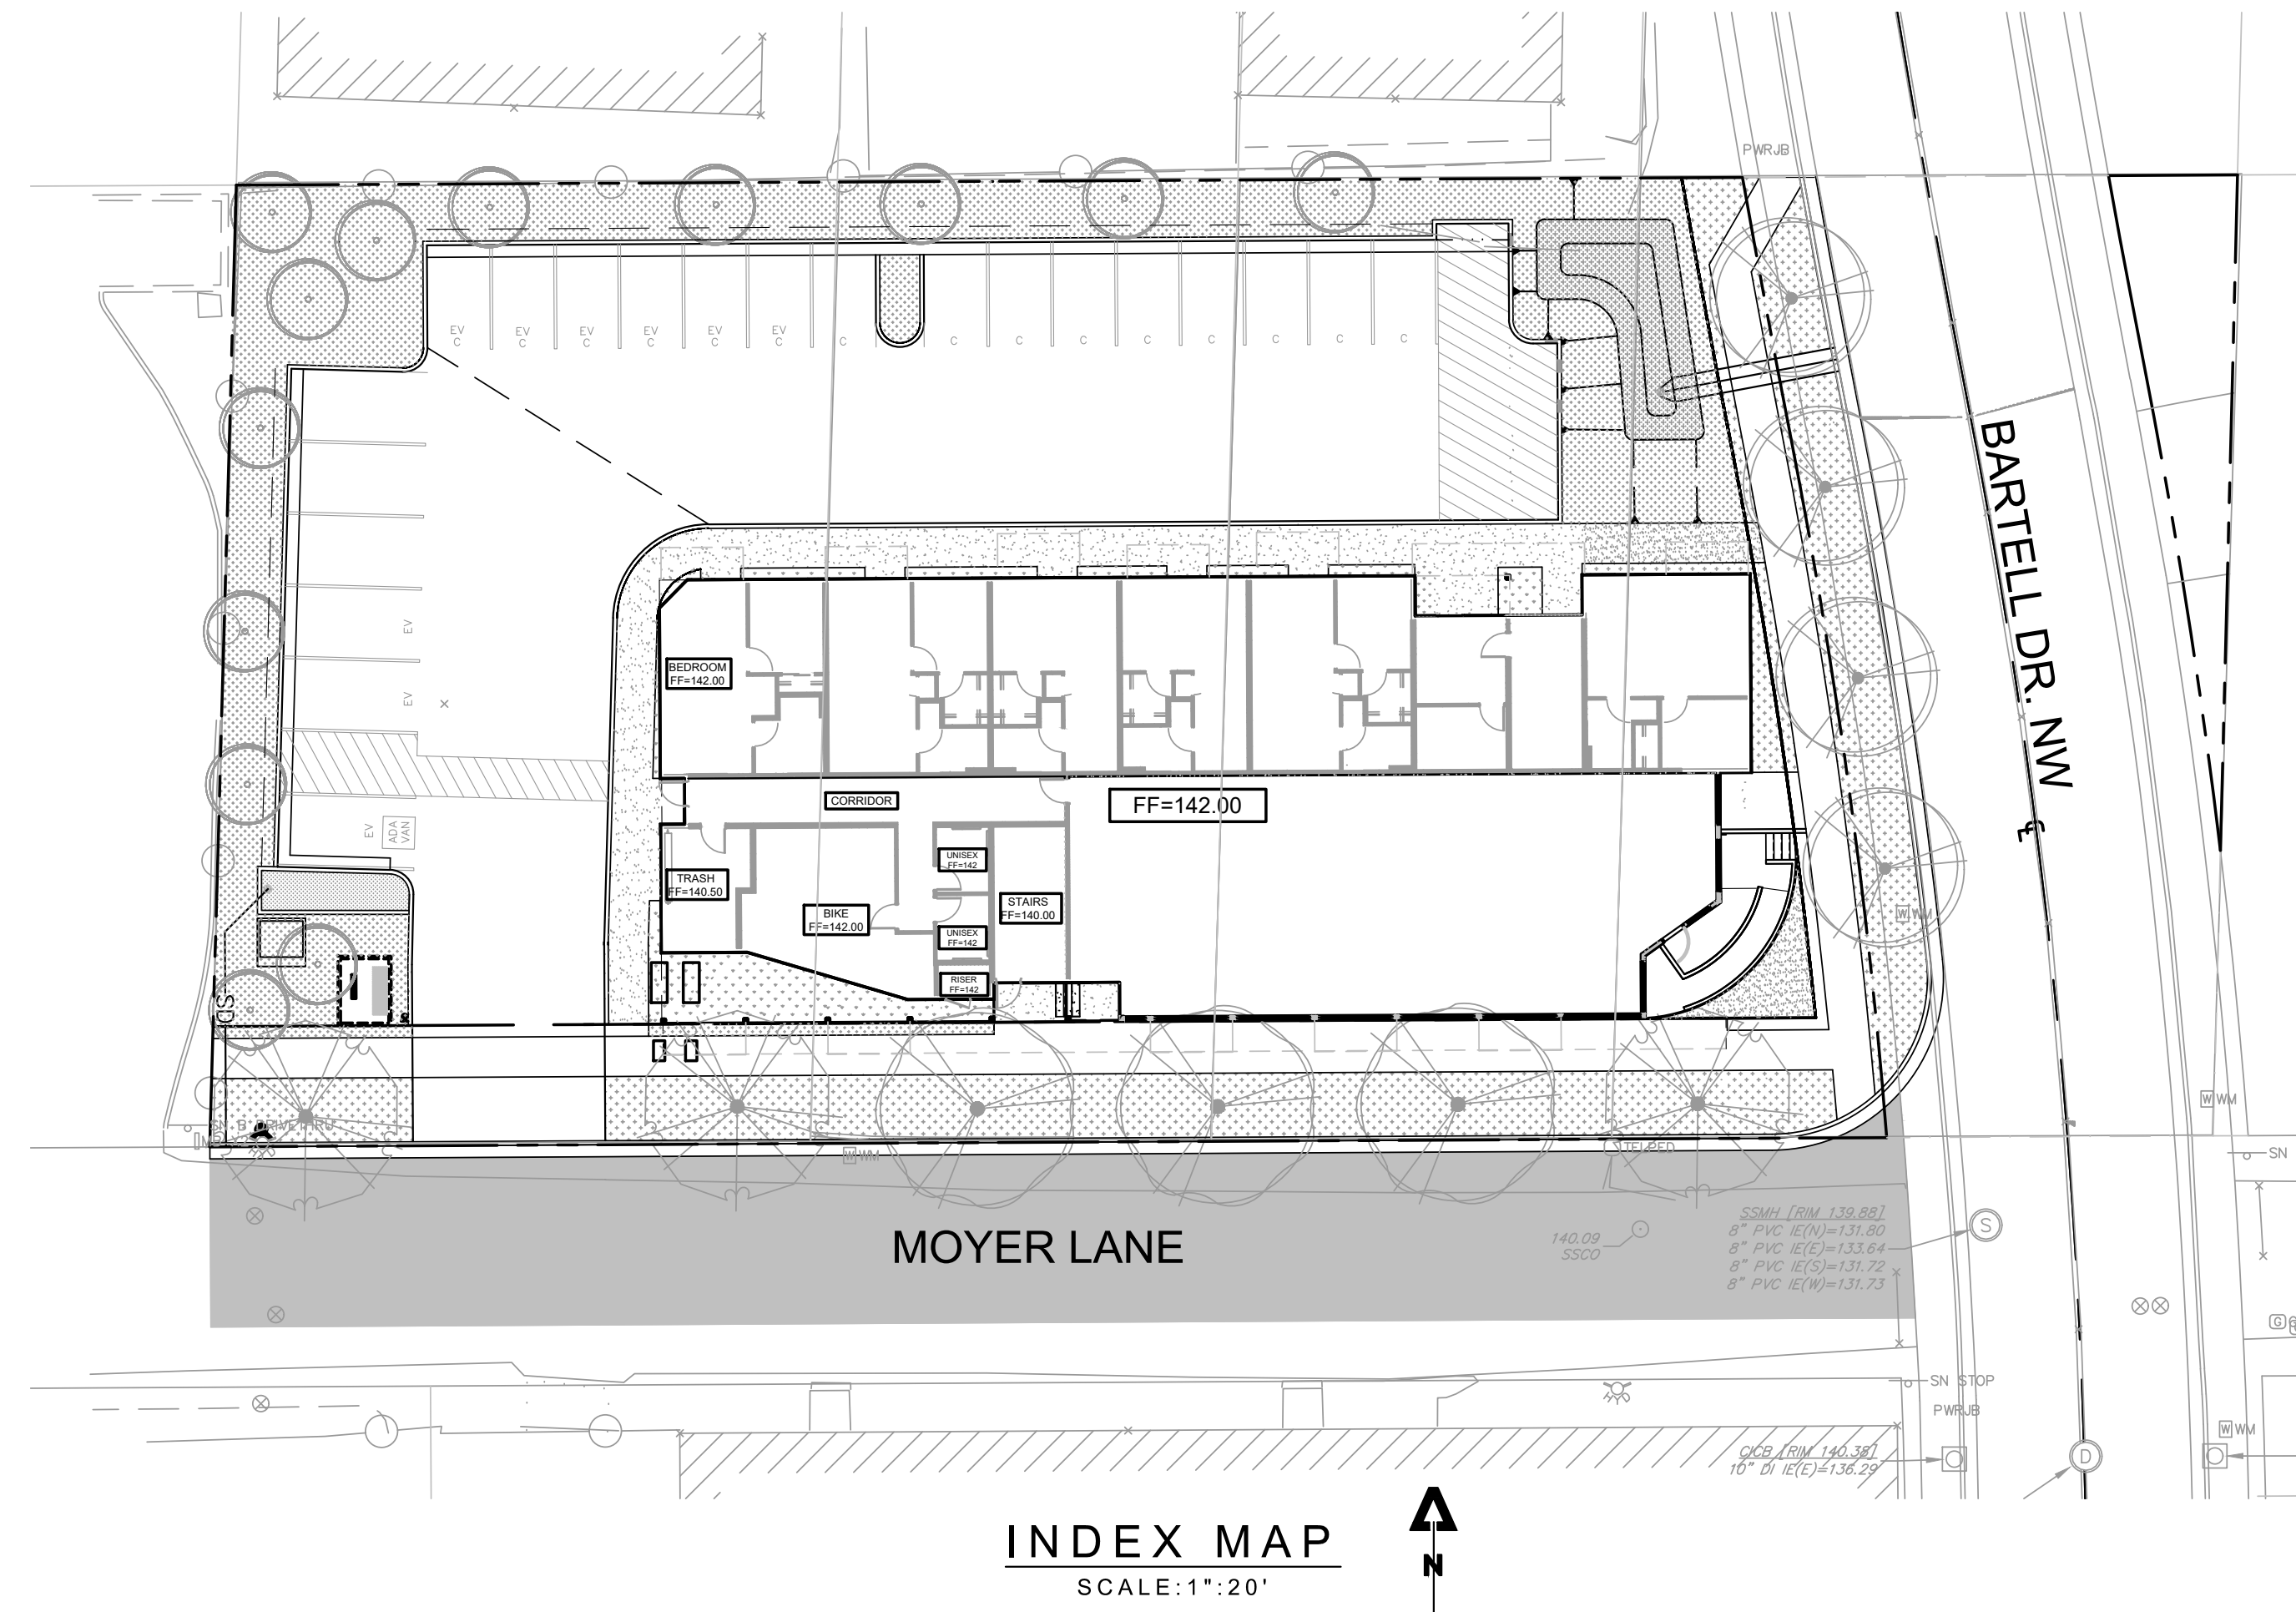 PWRJB
EV
C
EV
C
EV
C
EV
C
EV
C
EV
C
C
C
C
C
C
C
C
C
C
BARTELL DR. NW
EV
BEDROOM
FF=142.00
EV
CORRIDOR
FF=142.00
EV
ADA
VAN
UNISEX
FF=142
TRASH
FF=140.50
STAIRS
FF=140.00
BIKE
FF=142.00
W WM
UNISEX
FF=142
RISER
FF=142
SD
W WM
SN B DRIVE THRU
W WM
TELPED
SN
MOYER LANE
140.09
SSCO
SSMH [RIM 139.88]
8" PVC IE(N)=131.80
8" PVC IE(E)=133.64
8" PVC IE(S)=131.72
8" PVC IE(W)=131.73
S
G
SN STOP
PWRJB
W WM
CICB [RIM 140.38]
10" DI IE(E)=136.29
D
INDEX MAP
SCALE:1":20'
N